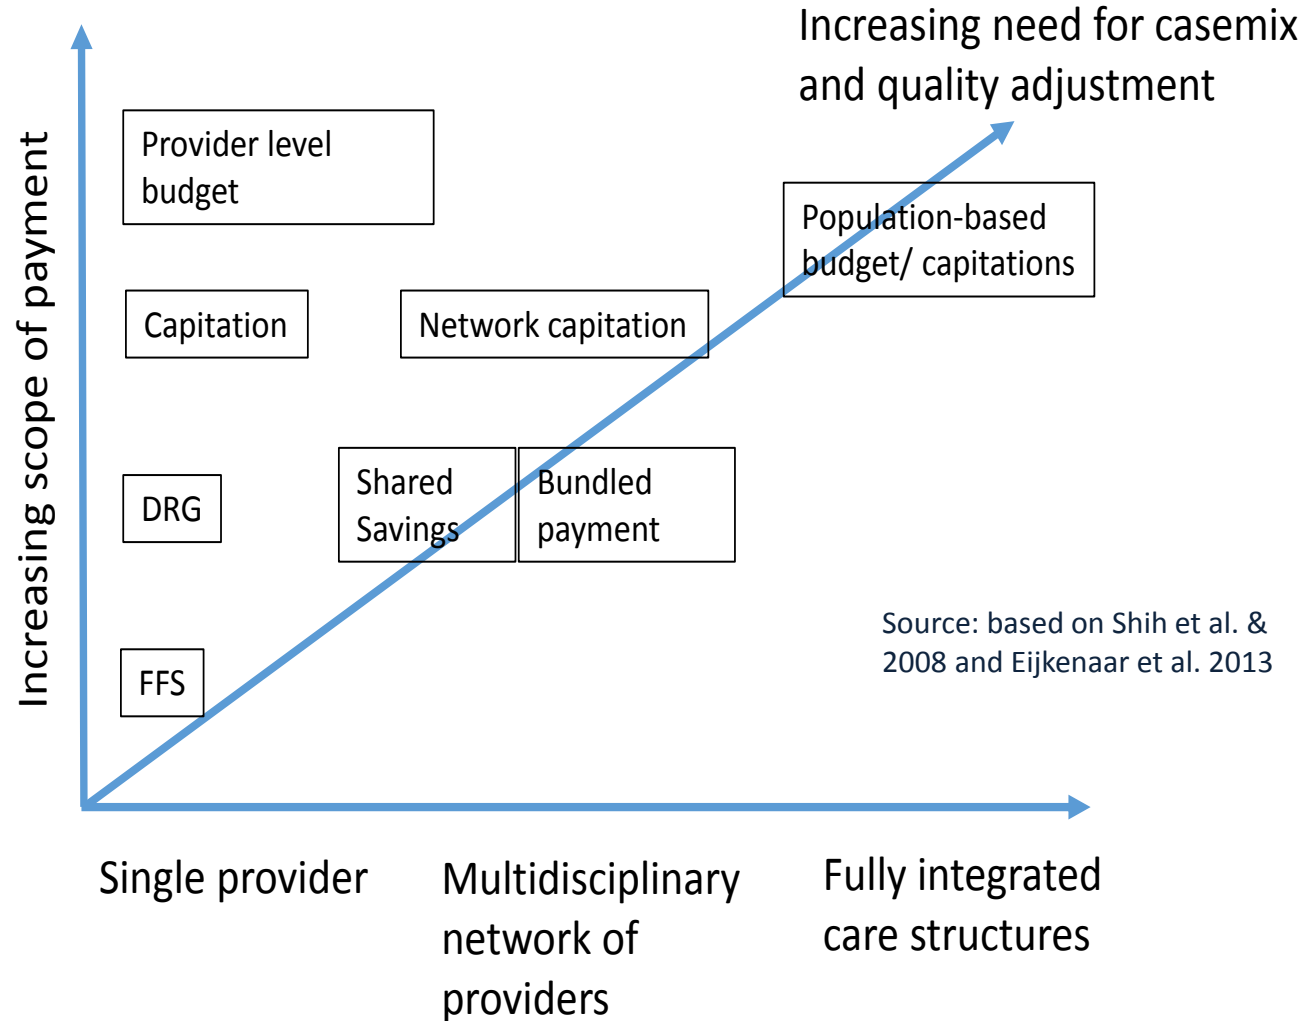 Increasing need for casemix
and quality adjustment
Increasing scope of payment
Provider level
budget
Population-based
budget/ capitations
Capitation
Network capitation
DRG
Shared
Savings
Bundled
payment
FFS
Source: based on Shih et al. &
2008 and Eijkenaar et al. 2013
Single provider
Multidisciplinary
network of
providers
Fully integrated
care structures